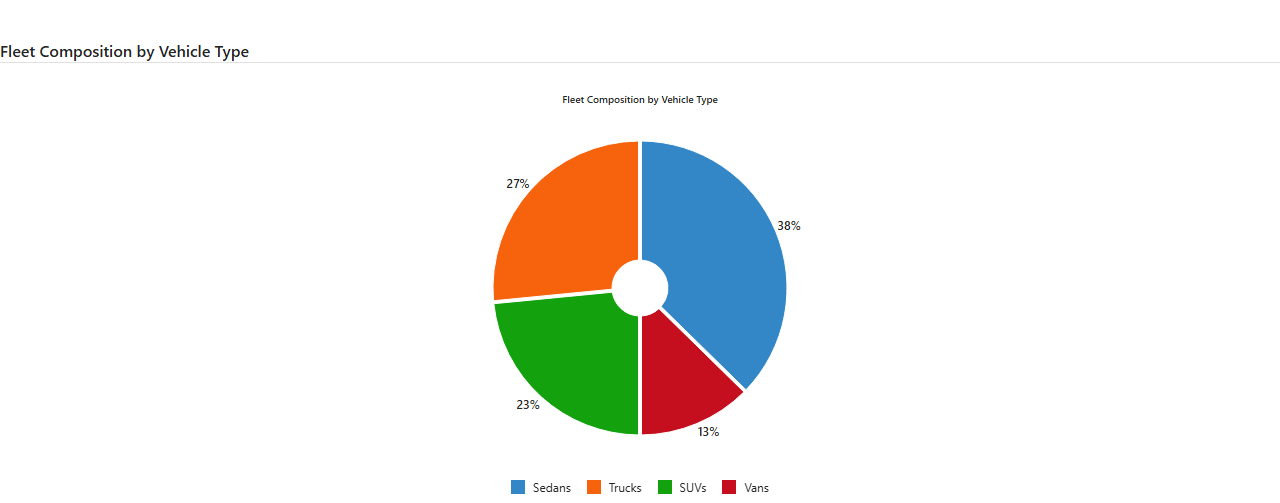 Fleet Composition by Vehicle Type
Fleet Composition by Vehicle Type
27%
38%
23%
13%
Sedans Trucks SUVs Vans